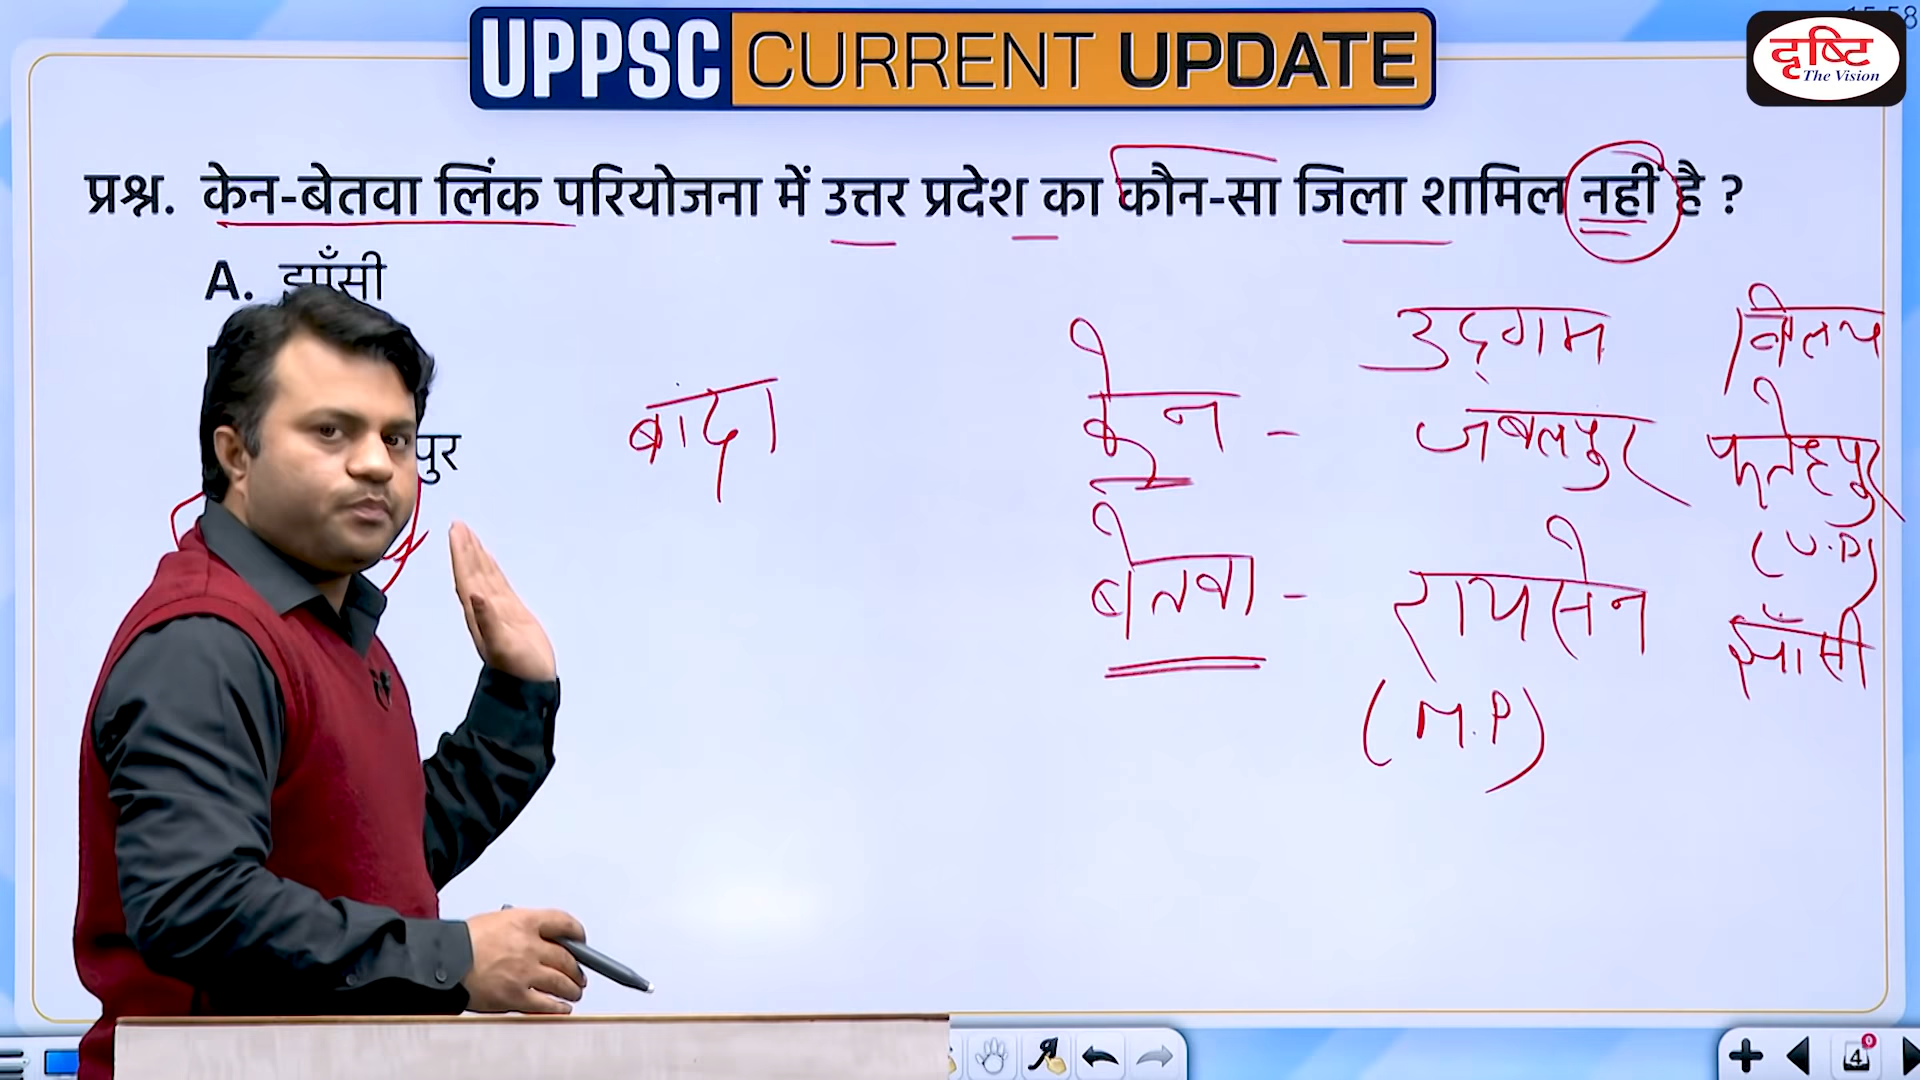 UPPSC CURRENT UPDATE
दृष्टि
The Vision
प्रश्न. केन-बेतवा लिंक परियोजना में उत्तर प्रदेश का कौन-सा जिला शामिल नहीं है ?
A. झाँसी
पुर
बांदा
उद्गम
विलय
केन - जबलपुर फतेहपुर
(U.P)
बेतवा - रायसेन झाँसी
(M.P)
4